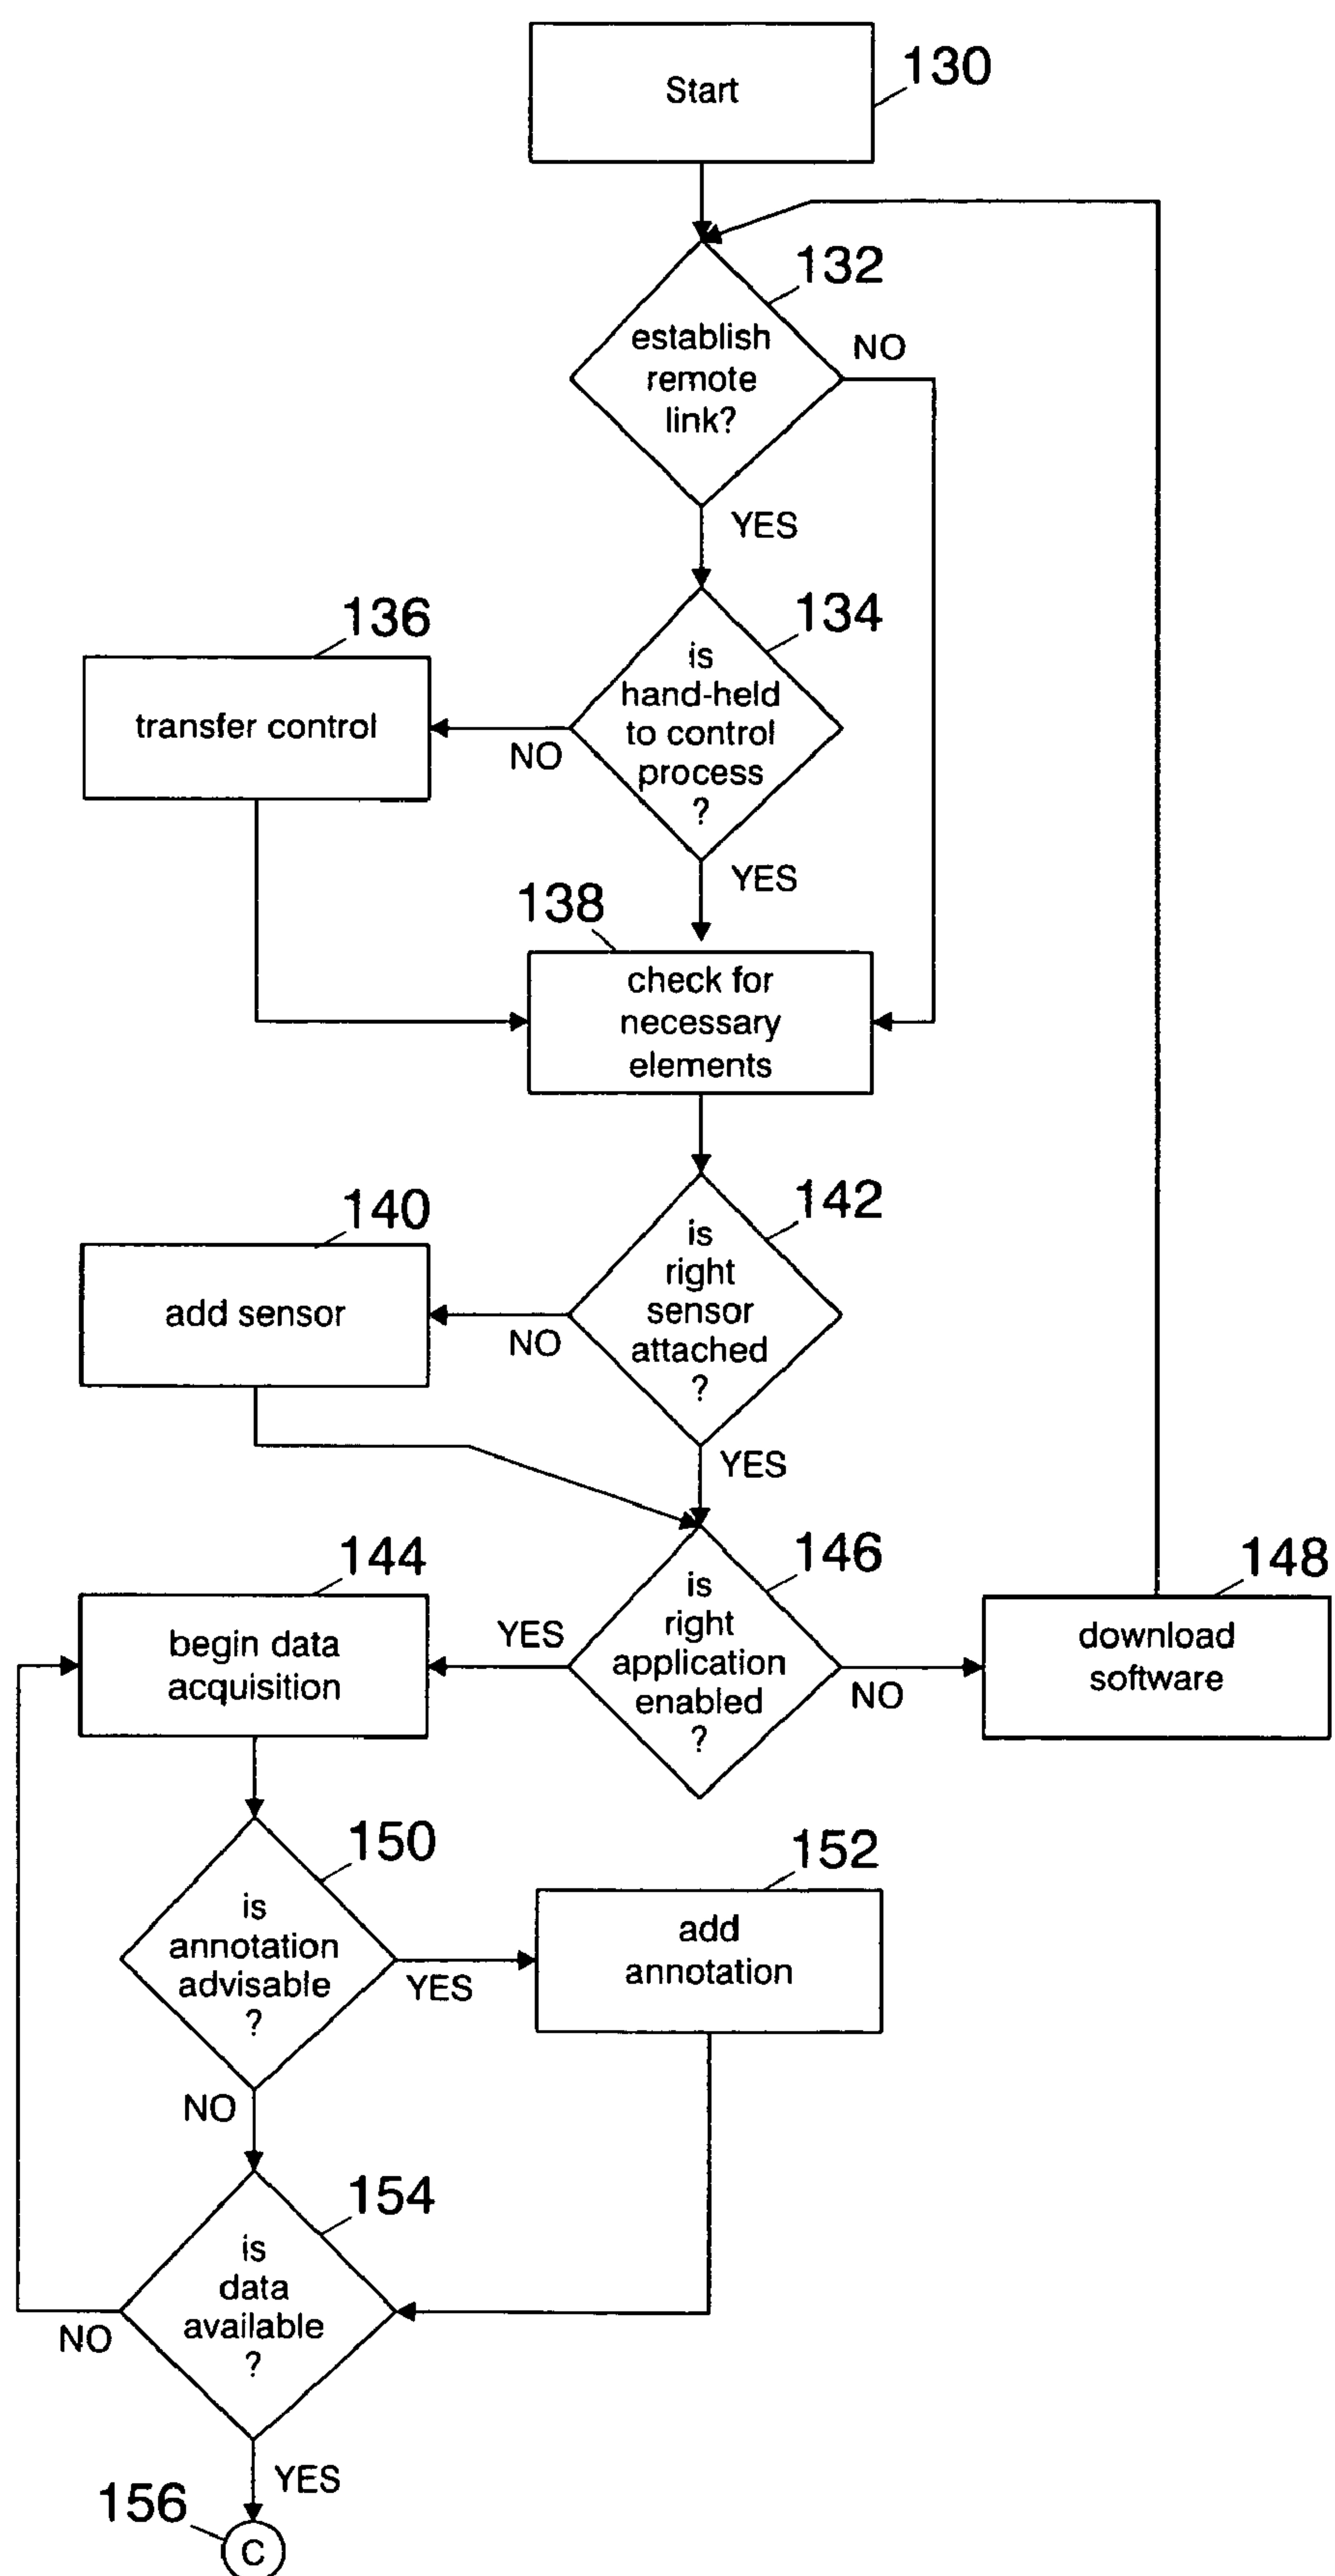 Start
130
132
establish
remote
link?
NO
YES
134
is
hand-held
to control
process
?
NO
YES
136
transfer control
138
check for
necessary
elements
142
is
right
sensor
attached
?
NO
YES
140
add sensor
146
is
right
application
enabled
?
YES
NO
144
begin data
acquisition
148
download
software
150
is
annotation
advisable
?
YES
NO
152
add
annotation
154
is
data
available
?
NO
YES
156
C